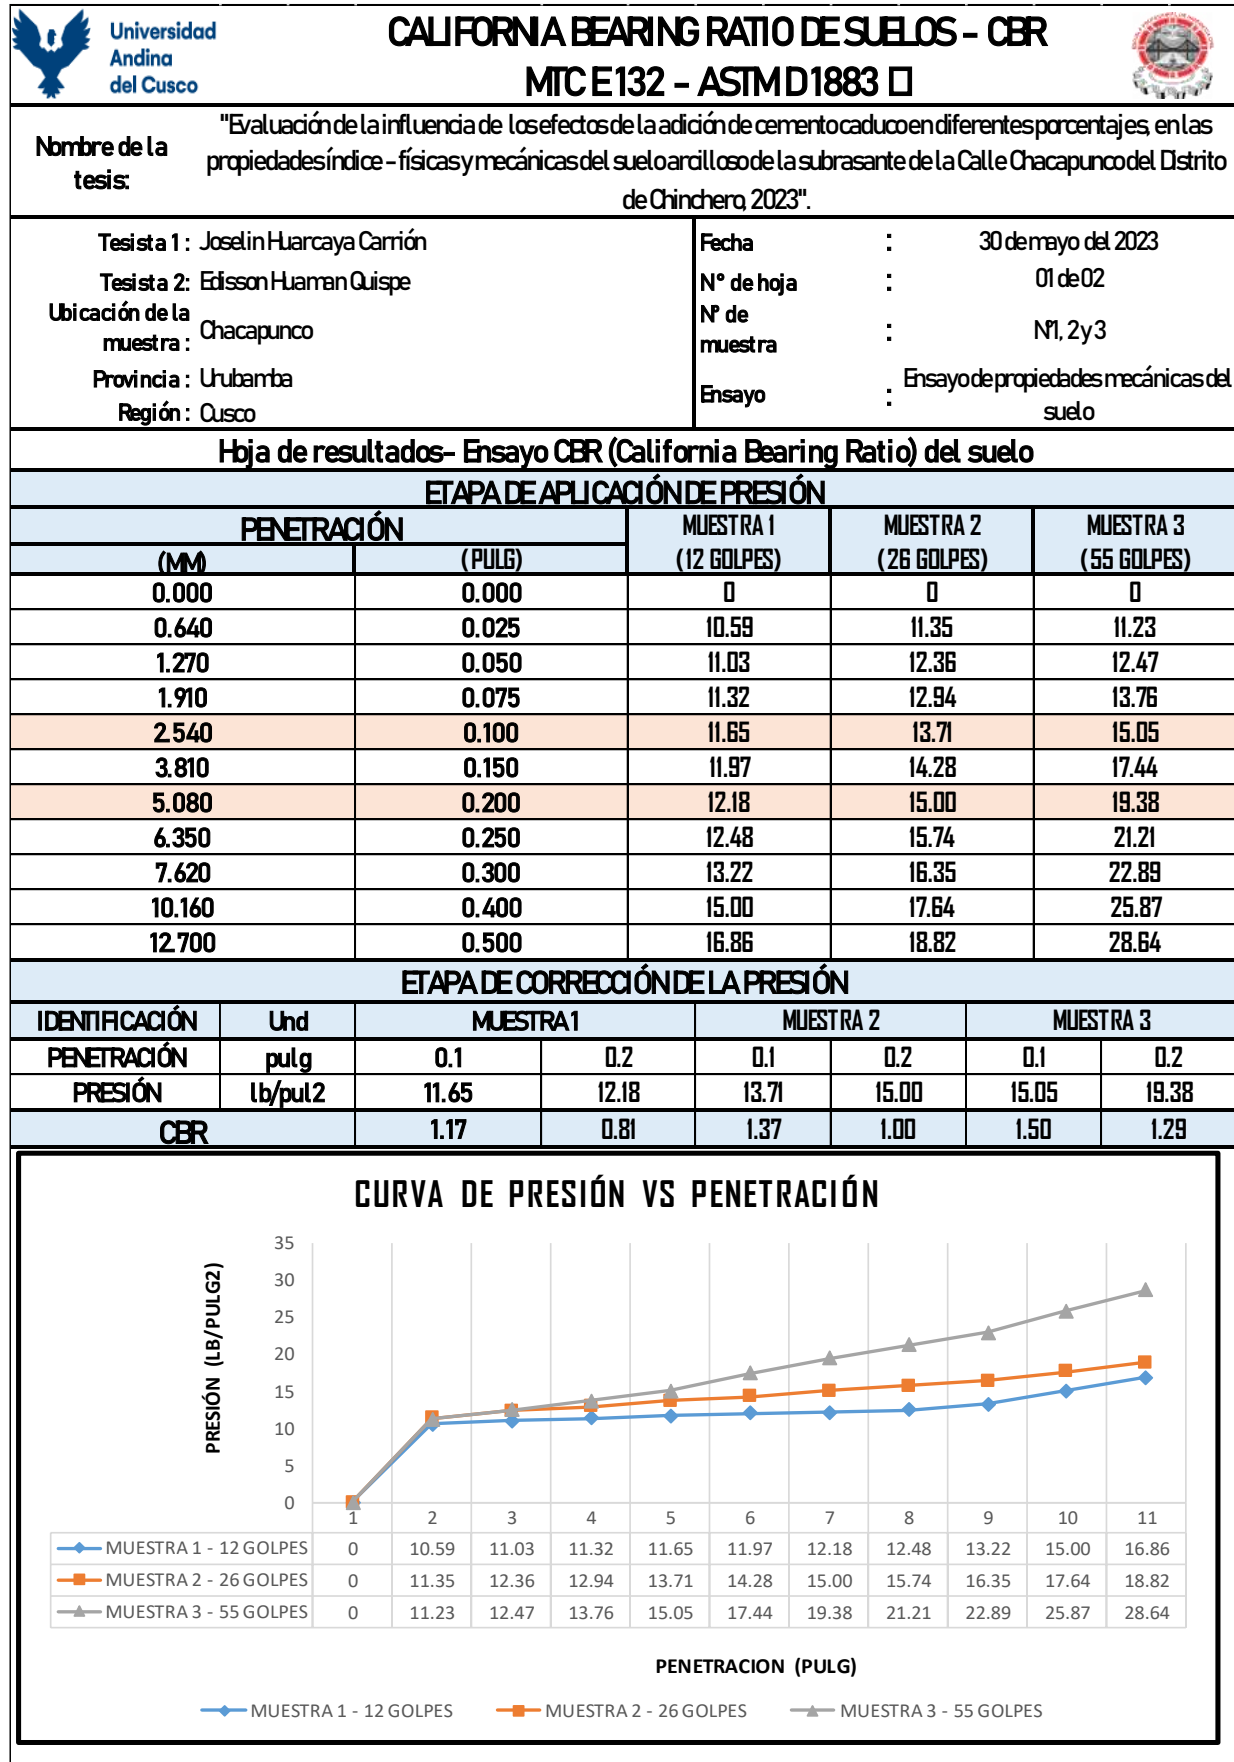 Universidad
Andina
del Cusco
CALIFORNIA BEARING RATIO DE SUELOS – CBR
MTC E 132 – ASTM D 1883
Nombre de la tesis:
"Evaluación de la influencia de los efectos de la adición de cemento caduco en diferentes porcentajes, en las
propiedades índice – físicas y mecánicas del suelo arcilloso de la subrasante de la Calle Chacapunco del Distrito
de Chinchero, 2023".
Tesista 1 : Joselin Huarcaya Carrión
Fecha : 30 de mayo del 2023
Tesista 2: Edisson Huaman Quispe
N° de hoja : 01 de 02
Ubicación de la muestra : Chacapunco
N° de muestra : N°1, 2 y 3
Provincia : Urubamba
Ensayo : Ensayo de propiedades mecánicas del suelo
Región : Cusco
Hoja de resultados- Ensayo CBR (California Bearing Ratio) del suelo
ETAPA DE APLICACIÓN DE PRESIÓN
PENETRACIÓN MUESTRA 1 MUESTRA 2 MUESTRA 3
(MM) (PULG) (12 GOLPES) (26 GOLPES) (55 GOLPES)
0.000 0.000 0 0 0
0.640 0.025 10.59 11.35 11.23
1.270 0.050 11.03 12.36 12.47
1.910 0.075 11.32 12.94 13.76
2.540 0.100 11.65 13.71 15.05
3.810 0.150 11.97 14.28 17.44
5.080 0.200 12.18 15.00 19.38
6.350 0.250 12.48 15.74 21.21
7.620 0.300 13.22 16.35 22.89
10.160 0.400 15.00 17.64 25.87
12.700 0.500 16.86 18.82 28.64
ETAPA DE CORRECCIÓN DE LA PRESIÓN
IDENTIFICACIÓN Und MUESTRA 1 MUESTRA 2 MUESTRA 3
PENETRACIÓN pulg 0.1 0.2 0.1 0.2 0.1 0.2
PRESIÓN lb/pul2 11.65 12.18 13.71 15.00 15.05 19.38
CBR 1.17 0.81 1.37 1.00 1.50 1.29
CURVA DE PRESIÓN VS PENETRACIÓN
PRESIÓN (LB/PULG2)
35
30
25
20
15
10
5
0
1 2 3 4 5 6 7 8 9 10 11
MUESTRA 1 - 12 GOLPES 0 10.59 11.03 11.32 11.65 11.97 12.18 12.48 13.22 15.00 16.86
MUESTRA 2 - 26 GOLPES 0 11.35 12.36 12.94 13.71 14.28 15.00 15.74 16.35 17.64 18.82
MUESTRA 3 - 55 GOLPES 0 11.23 12.47 13.76 15.05 17.44 19.38 21.21 22.89 25.87 28.64
PENETRACION (PULG)
MUESTRA 1 - 12 GOLPES MUESTRA 2 - 26 GOLPES MUESTRA 3 - 55 GOLPES